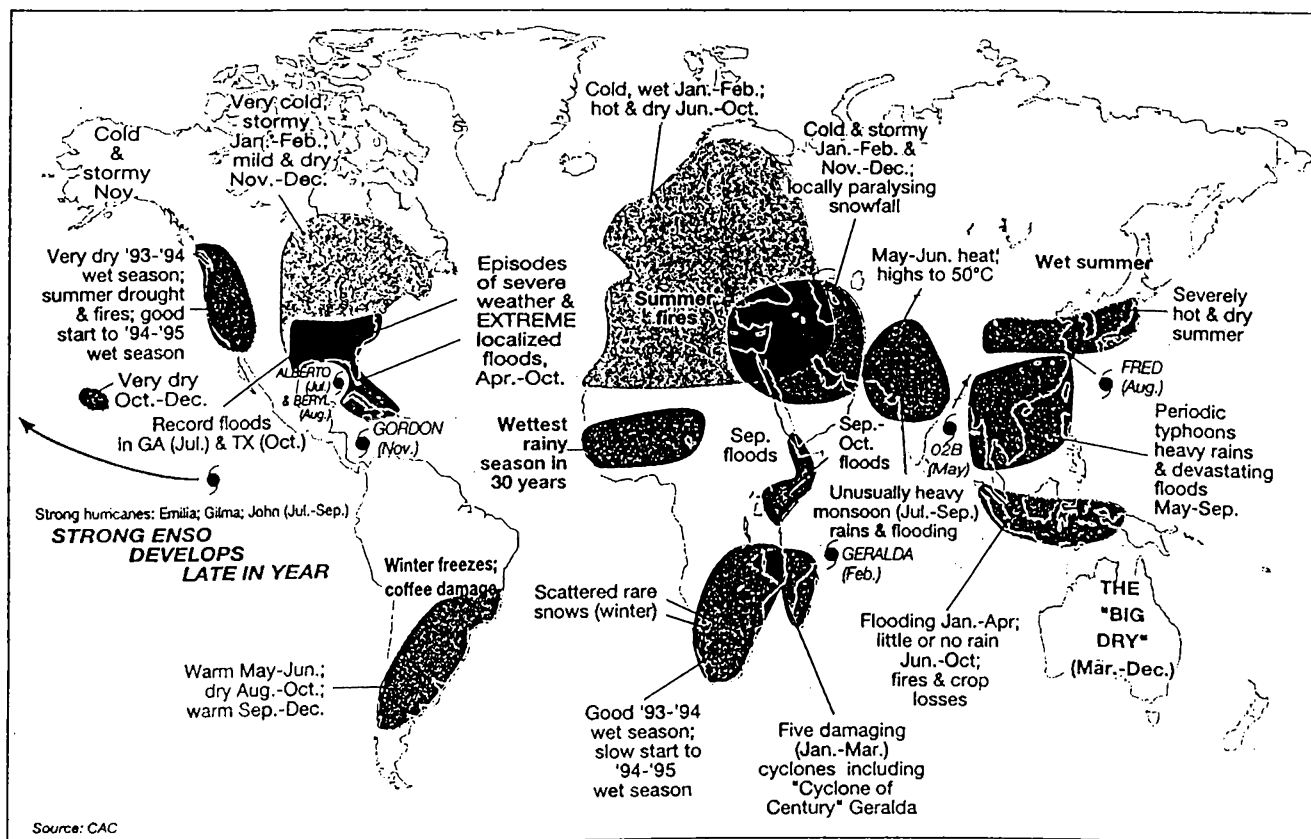 Cold
&
stormy
Nov.
Very cold,
stormy
Jan.-Feb.;
mild & dry
Nov.-Dec.
Cold, wet Jan.-Feb.;
hot & dry Jun.-Oct.
Cold & stormy
Jan.-Feb. &
Nov.-Dec.;
locally paralysing
snowfall
Very dry '93-'94
wet season;
summer drought
& fires; good
start to '94-'95
wet season
Episodes
of severe
weather &
EXTREME
localized
floods,
Apr.-Oct.
Summer
fires
May-Jun. heat;
highs to 50°C
Wet summer
Severely
hot & dry
summer
Very dry
Oct.-Dec.
ALBERTO
(Jul.)
& BERYL
(Aug.)
Record floods
in GA (Jul.) & TX (Oct.)
GORDON
(Nov.)
Wettest
rainy
season in
30 years
Sep.
floods
Sep.-
Oct.
floods
02B
(May)
FRED
(Aug.)
Periodic
typhoons
heavy rains
& devastating
floods
May-Sep.
Strong hurricanes: Emilia; Gilma; John (Jul.-Sep.)
STRONG ENSO
DEVELOPS
LATE IN YEAR
Unusually heavy
monsoon (Jul.-Sep.)
rains & flooding
GERALDA
(Feb.)
Winter freezes;
coffee damage
Scattered rare
snows (winter)
Flooding Jan.-Apr;
little or no rain
Jun.-Oct;
fires & crop
losses
THE
"BIG
DRY"
(Mar.-Dec.)
Warm May-Jun.;
dry Aug.-Oct.;
warm Sep.-Dec.
Good '93-'94
wet season;
slow start to
'94-'95
wet season
Five damaging
(Jan.-Mar.)
cyclones including
"Cyclone of
Century" Geralda
Source: CAC